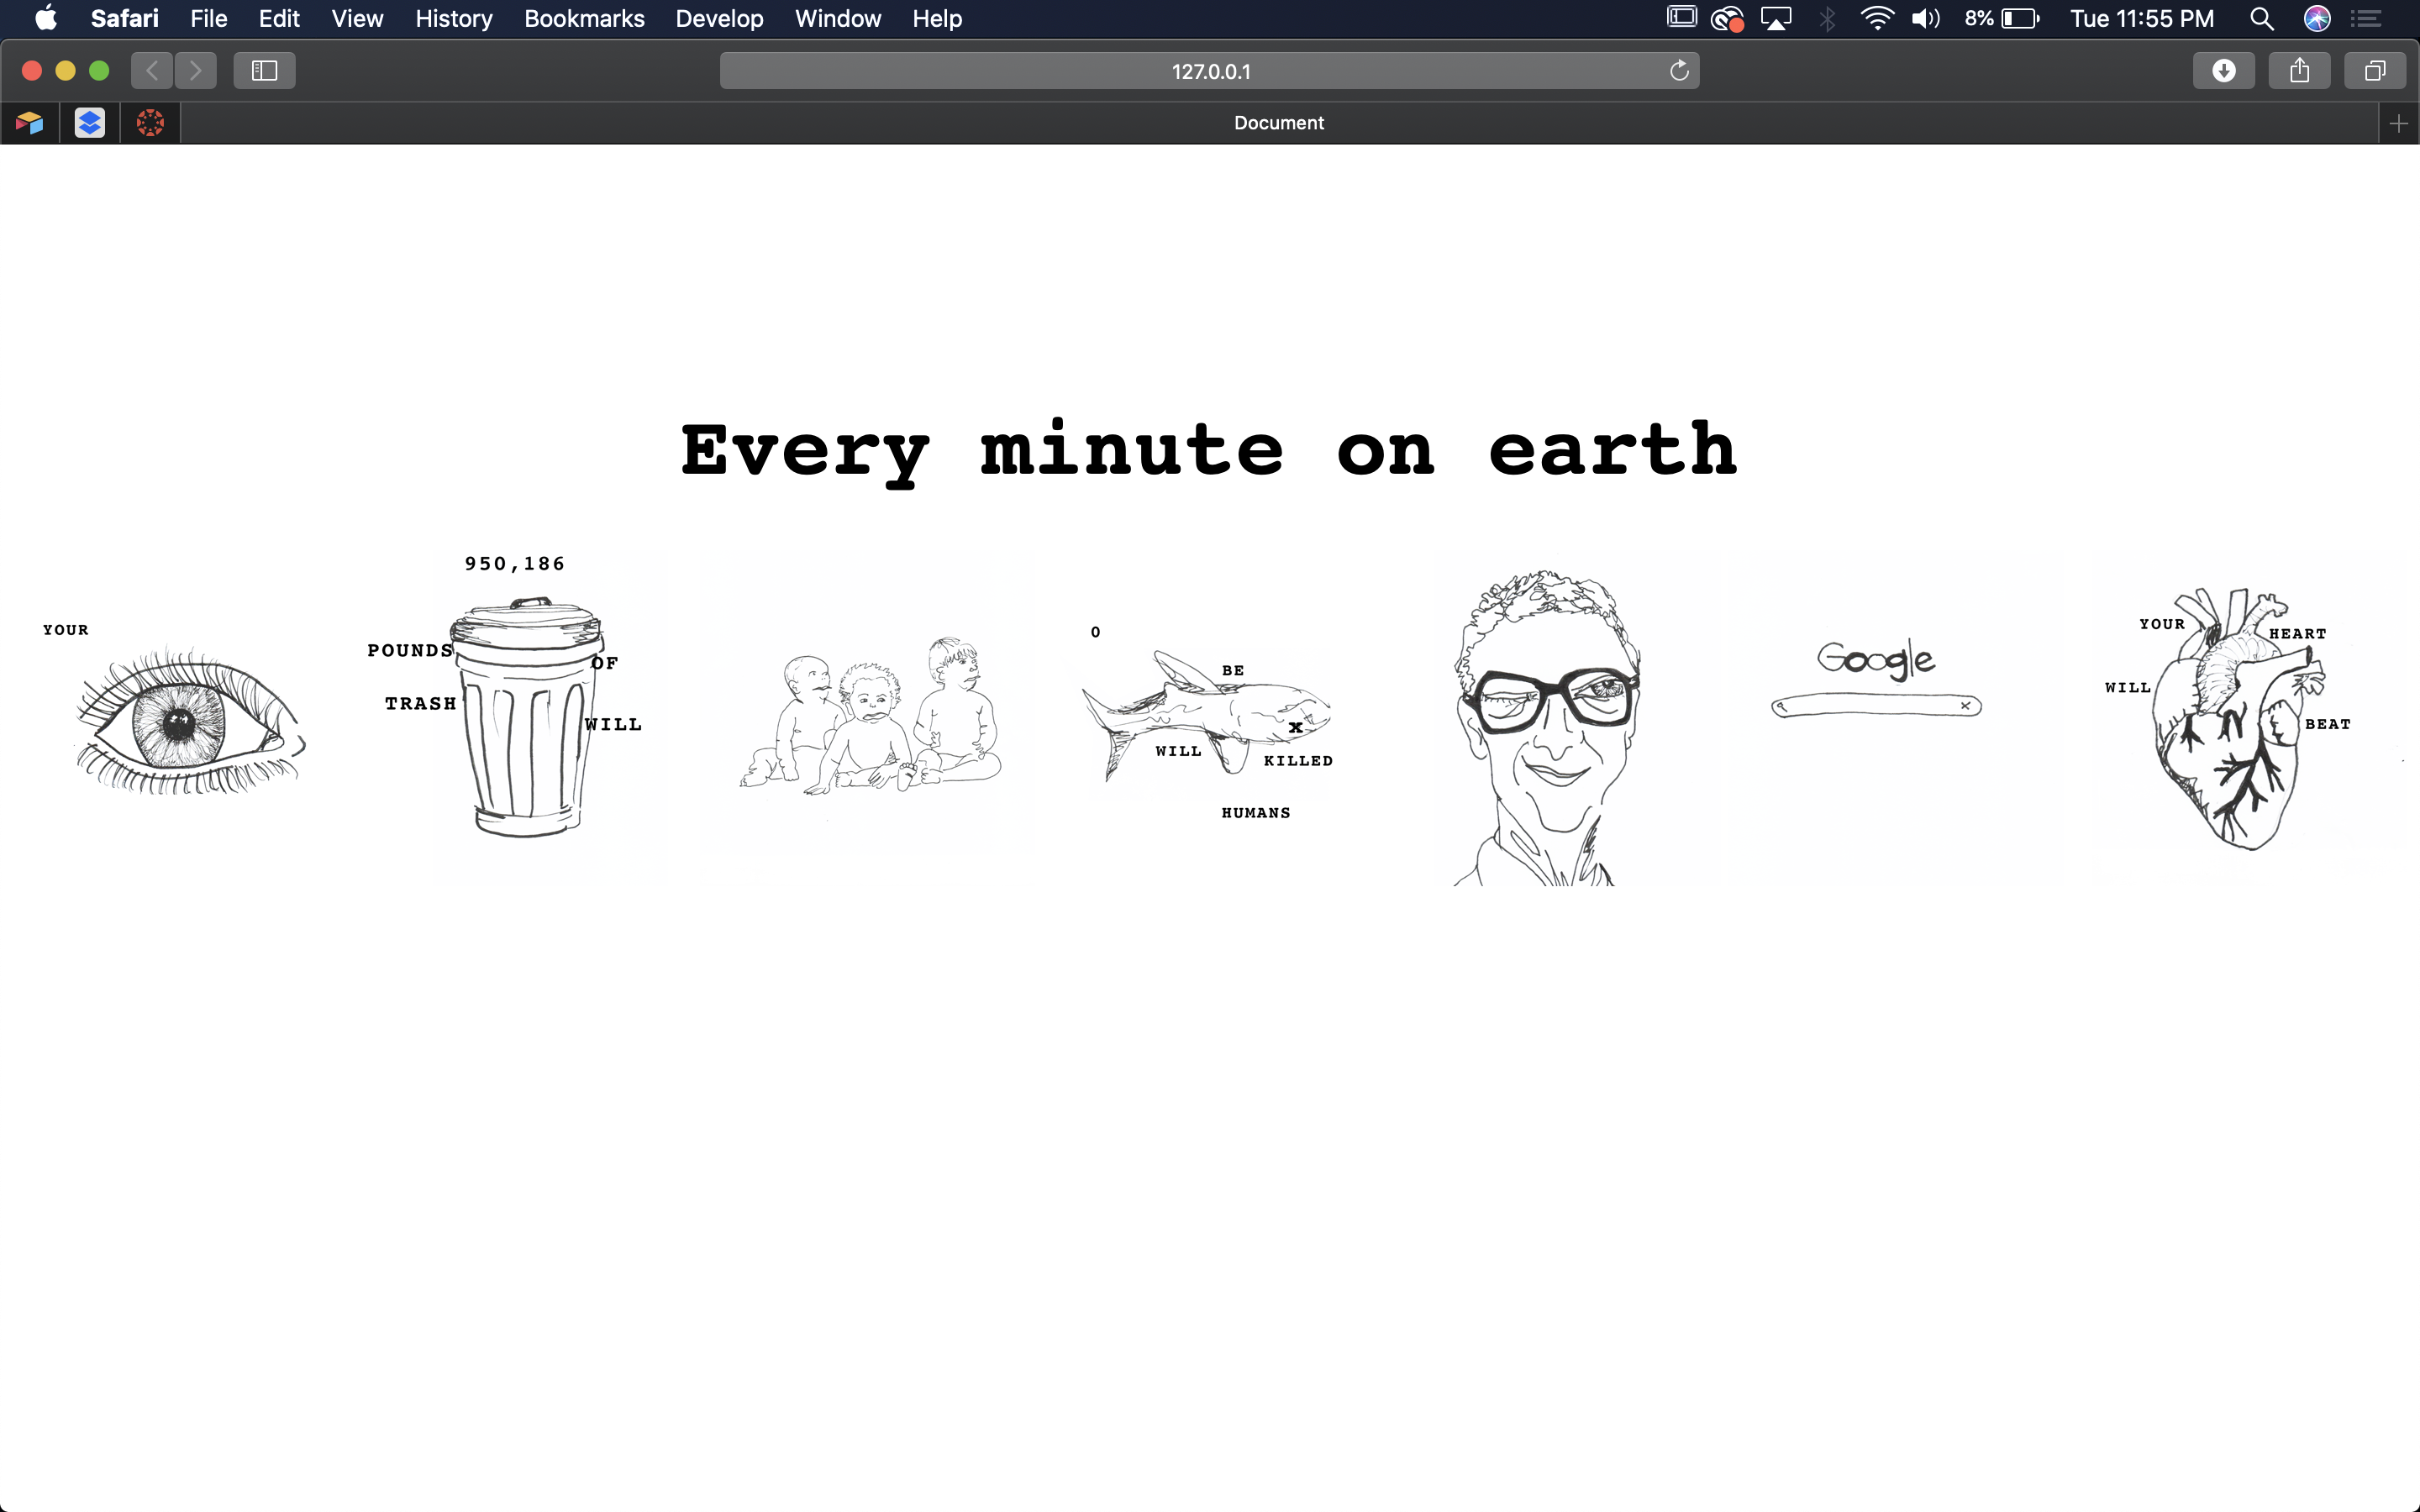 Safari File Edit View History Bookmarks Develop Window Help 8% Tue 11:55 PM
127.0.0.1
Document
Every minute on earth
YOUR
950,186
POUNDS
OF
TRASH
WILL
0
BE
x
WILL
KILLED
HUMANS
Google
x
YOUR
HEART
WILL
BEAT